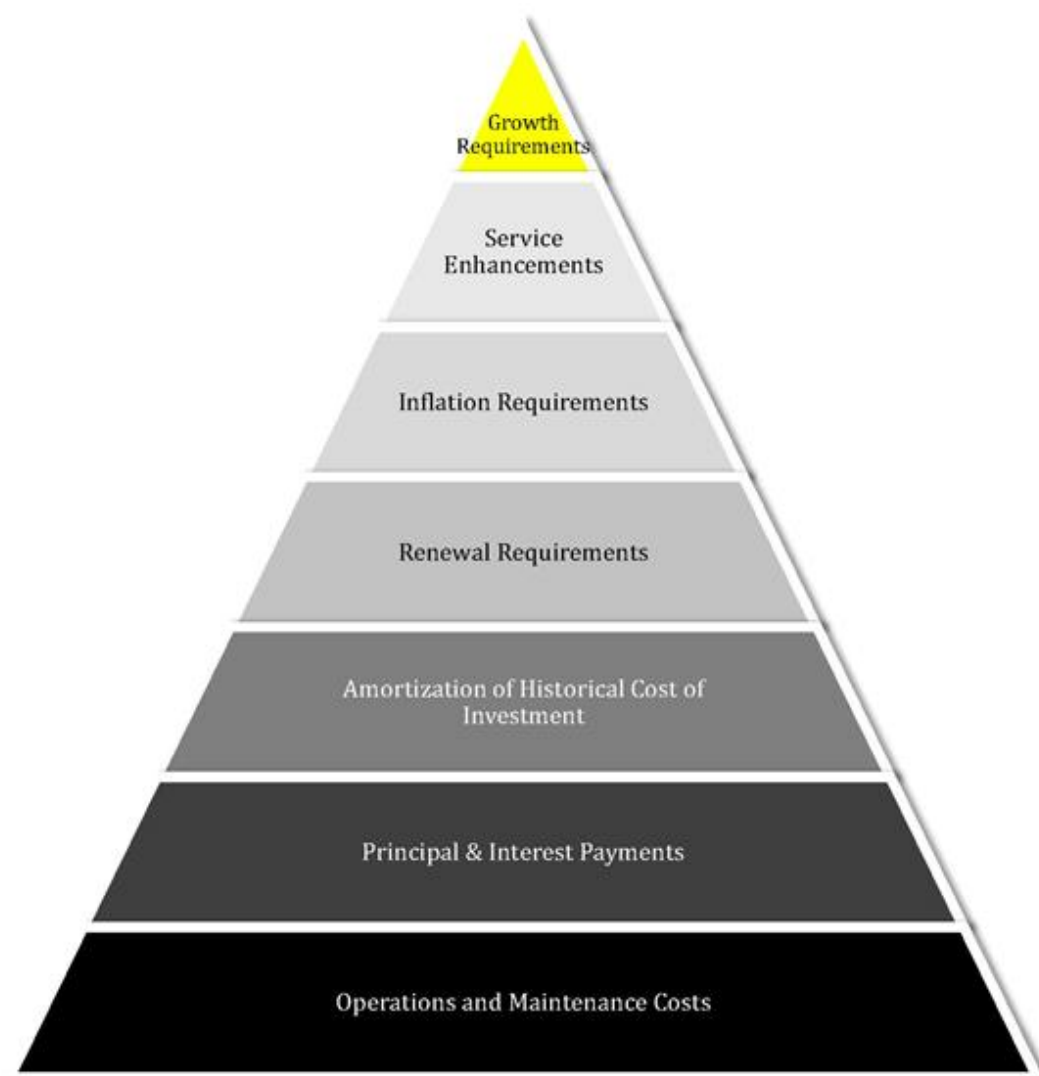 Growth
Requirements
Service
Enhancements
Inflation Requirements
Renewal Requirements
Amortization of Historical Cost of
Investment
Principal & Interest Payments
Operations and Maintenance Costs